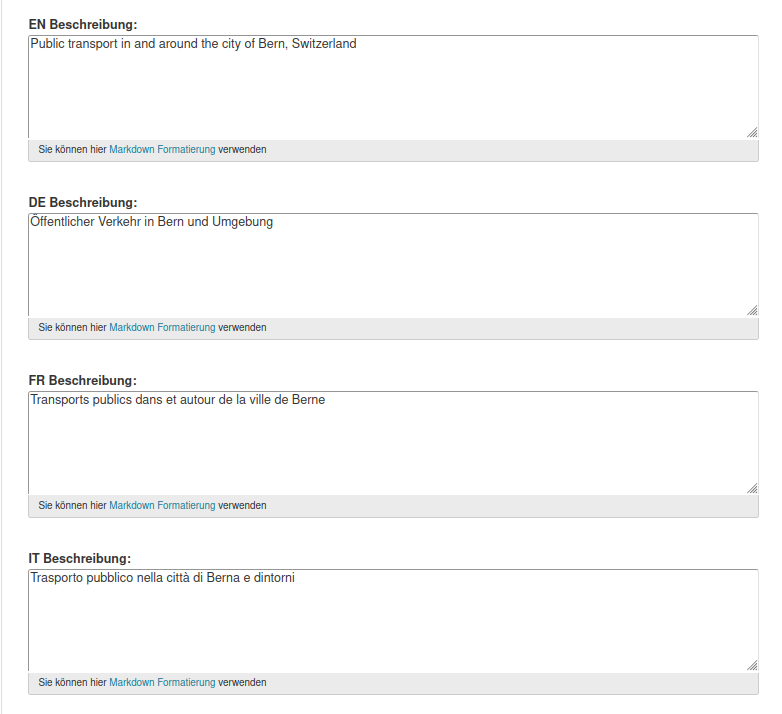 EN Beschreibung:
Public transport in and around the city of Bern, Switzerland
Sie können hier Markdown Formatierung verwenden
DE Beschreibung:
Öffentlicher Verkehr in Bern und Umgebung
Sie können hier Markdown Formatierung verwenden
FR Beschreibung:
Transports publics dans et autour de la ville de Berne
Sie können hier Markdown Formatierung verwenden
IT Beschreibung:
Trasporto pubblico nella città di Berna e dintorni
Sie können hier Markdown Formatierung verwenden